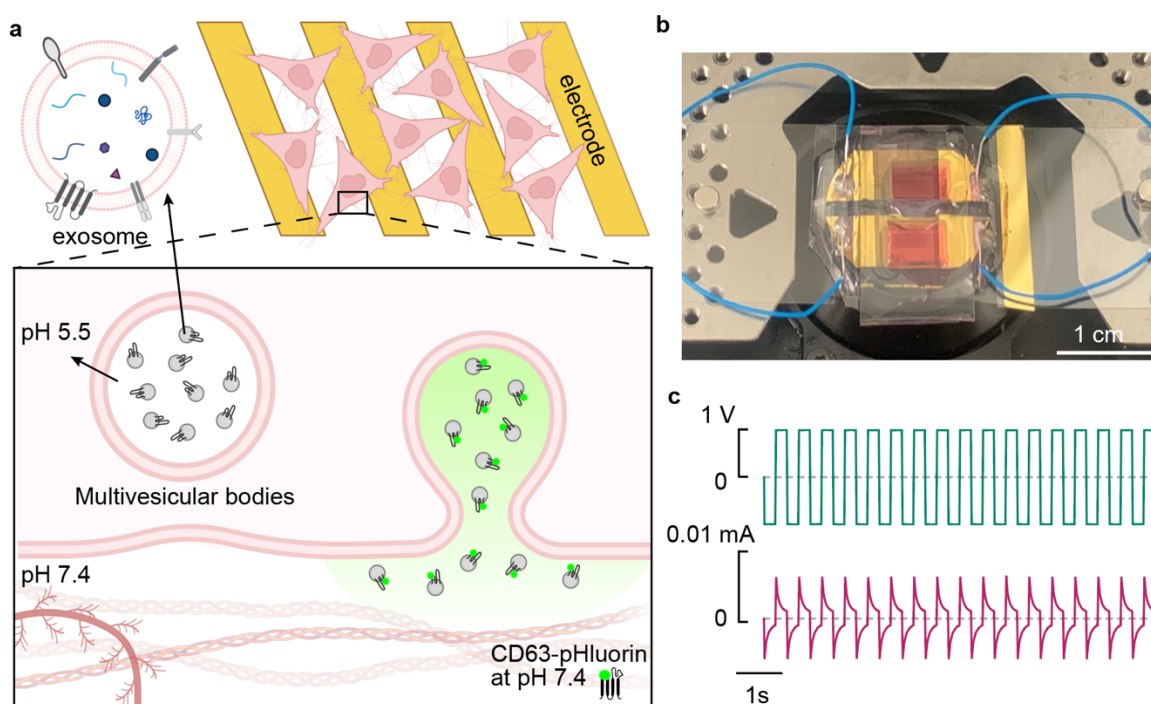 a
exosome
electrode
pH 5.5
Multivesicular bodies
pH 7.4
CD63-pHluorin
at pH 7.4
b
1 cm
c
1 V
0
0.01 mA
0
1s